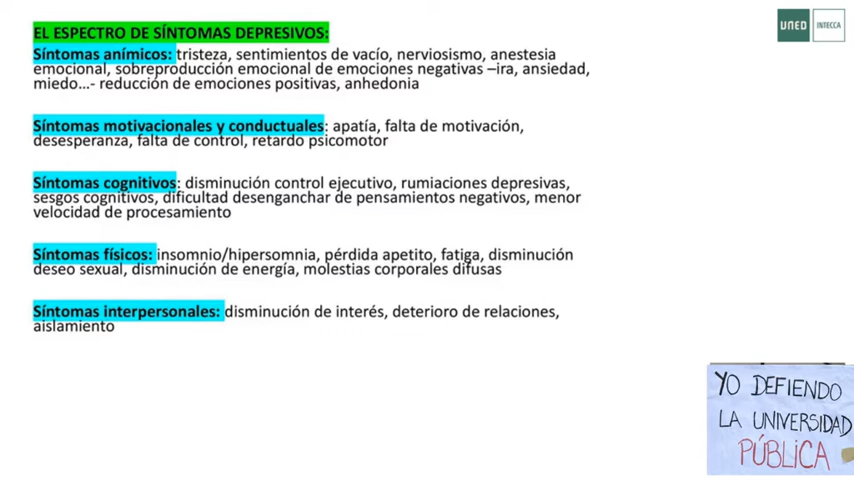 EL ESPECTRO DE SÍNTOMAS DEPRESIVOS:
UNED
INTECCA
Síntomas anímicos: tristeza, sentimientos de vacío, nerviosismo, anestesia
emocional, sobreproducción emocional de emociones negativas –ira, ansiedad,
miedo...- reducción de emociones positivas, anhedonia
Síntomas motivacionales y conductuales: apatía, falta de motivación,
desesperanza, falta de control, retardo psicomotor
Síntomas cognitivos: disminución control ejecutivo, rumiaciones depresivas,
sesgos cognitivos, dificultad desenganchar de pensamientos negativos, menor
velocidad de procesamiento
Síntomas físicos: insomnio/hipersomnia, pérdida apetito, fatiga, disminución
deseo sexual, disminución de energía, molestias corporales difusas
Síntomas interpersonales: disminución de interés, deterioro de relaciones,
aislamiento
YO DEFIENDO
LA UNIVERSIDAD
PÚBLICA